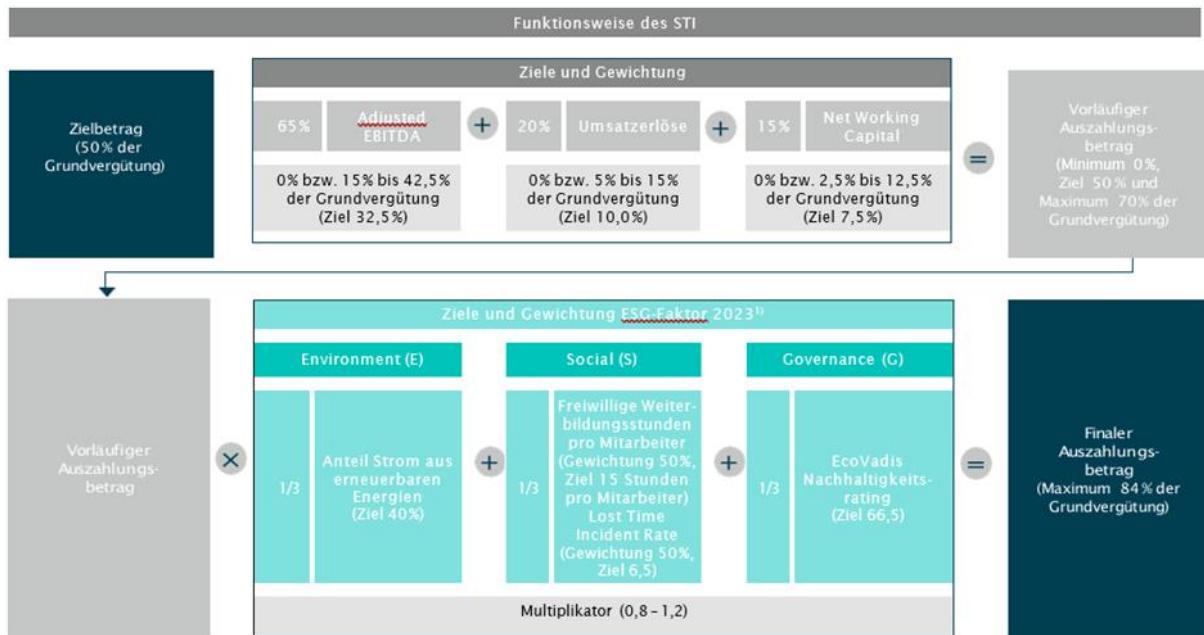 Funktionsweise des STI
Zielbetrag
(50% der
Grundvergütung)
Ziele und Gewichtung
65%
Adjusted
EBITDA
+
20%
Umsatzerlöse
+
15%
Net Working
Capital
0% bzw. 15% bis 42,5%
der Grundvergütung
(Ziel 32,5%)
0% bzw. 5% bis 15%
der Grundvergütung
(Ziel 10,0%)
0% bzw. 2,5% bis 12,5%
der Grundvergütung
(Ziel 7,5%)
=
Vorläufiger
Auszahlungs-
betrag
(Minimum 0%,
Ziel 50% und
Maximum 70% der
Grundvergütung)
Vorläufiger
Auszahlungs-
betrag
×
Ziele und Gewichtung ESG-Faktor 2023¹⁾
Environment (E)
Social (S)
Governance (G)
1/3
Anteil Strom aus
erneuerbaren
Energien
(Ziel 40%)
+
1/3
Freiwillige Weiter-
bildungsstunden
pro Mitarbeiter
(Gewichtung 50%,
Ziel 15 Stunden
pro Mitarbeiter)
Lost Time
Incident Rate
(Gewichtung 50%,
Ziel 6,5)
+
1/3
EcoVadis
Nachhaltigkeits-
rating
(Ziel 66,5)
Multiplikator (0,8 – 1,2)
=
Finaler
Auszahlungs-
betrag
(Maximum 84% der
Grundvergütung)